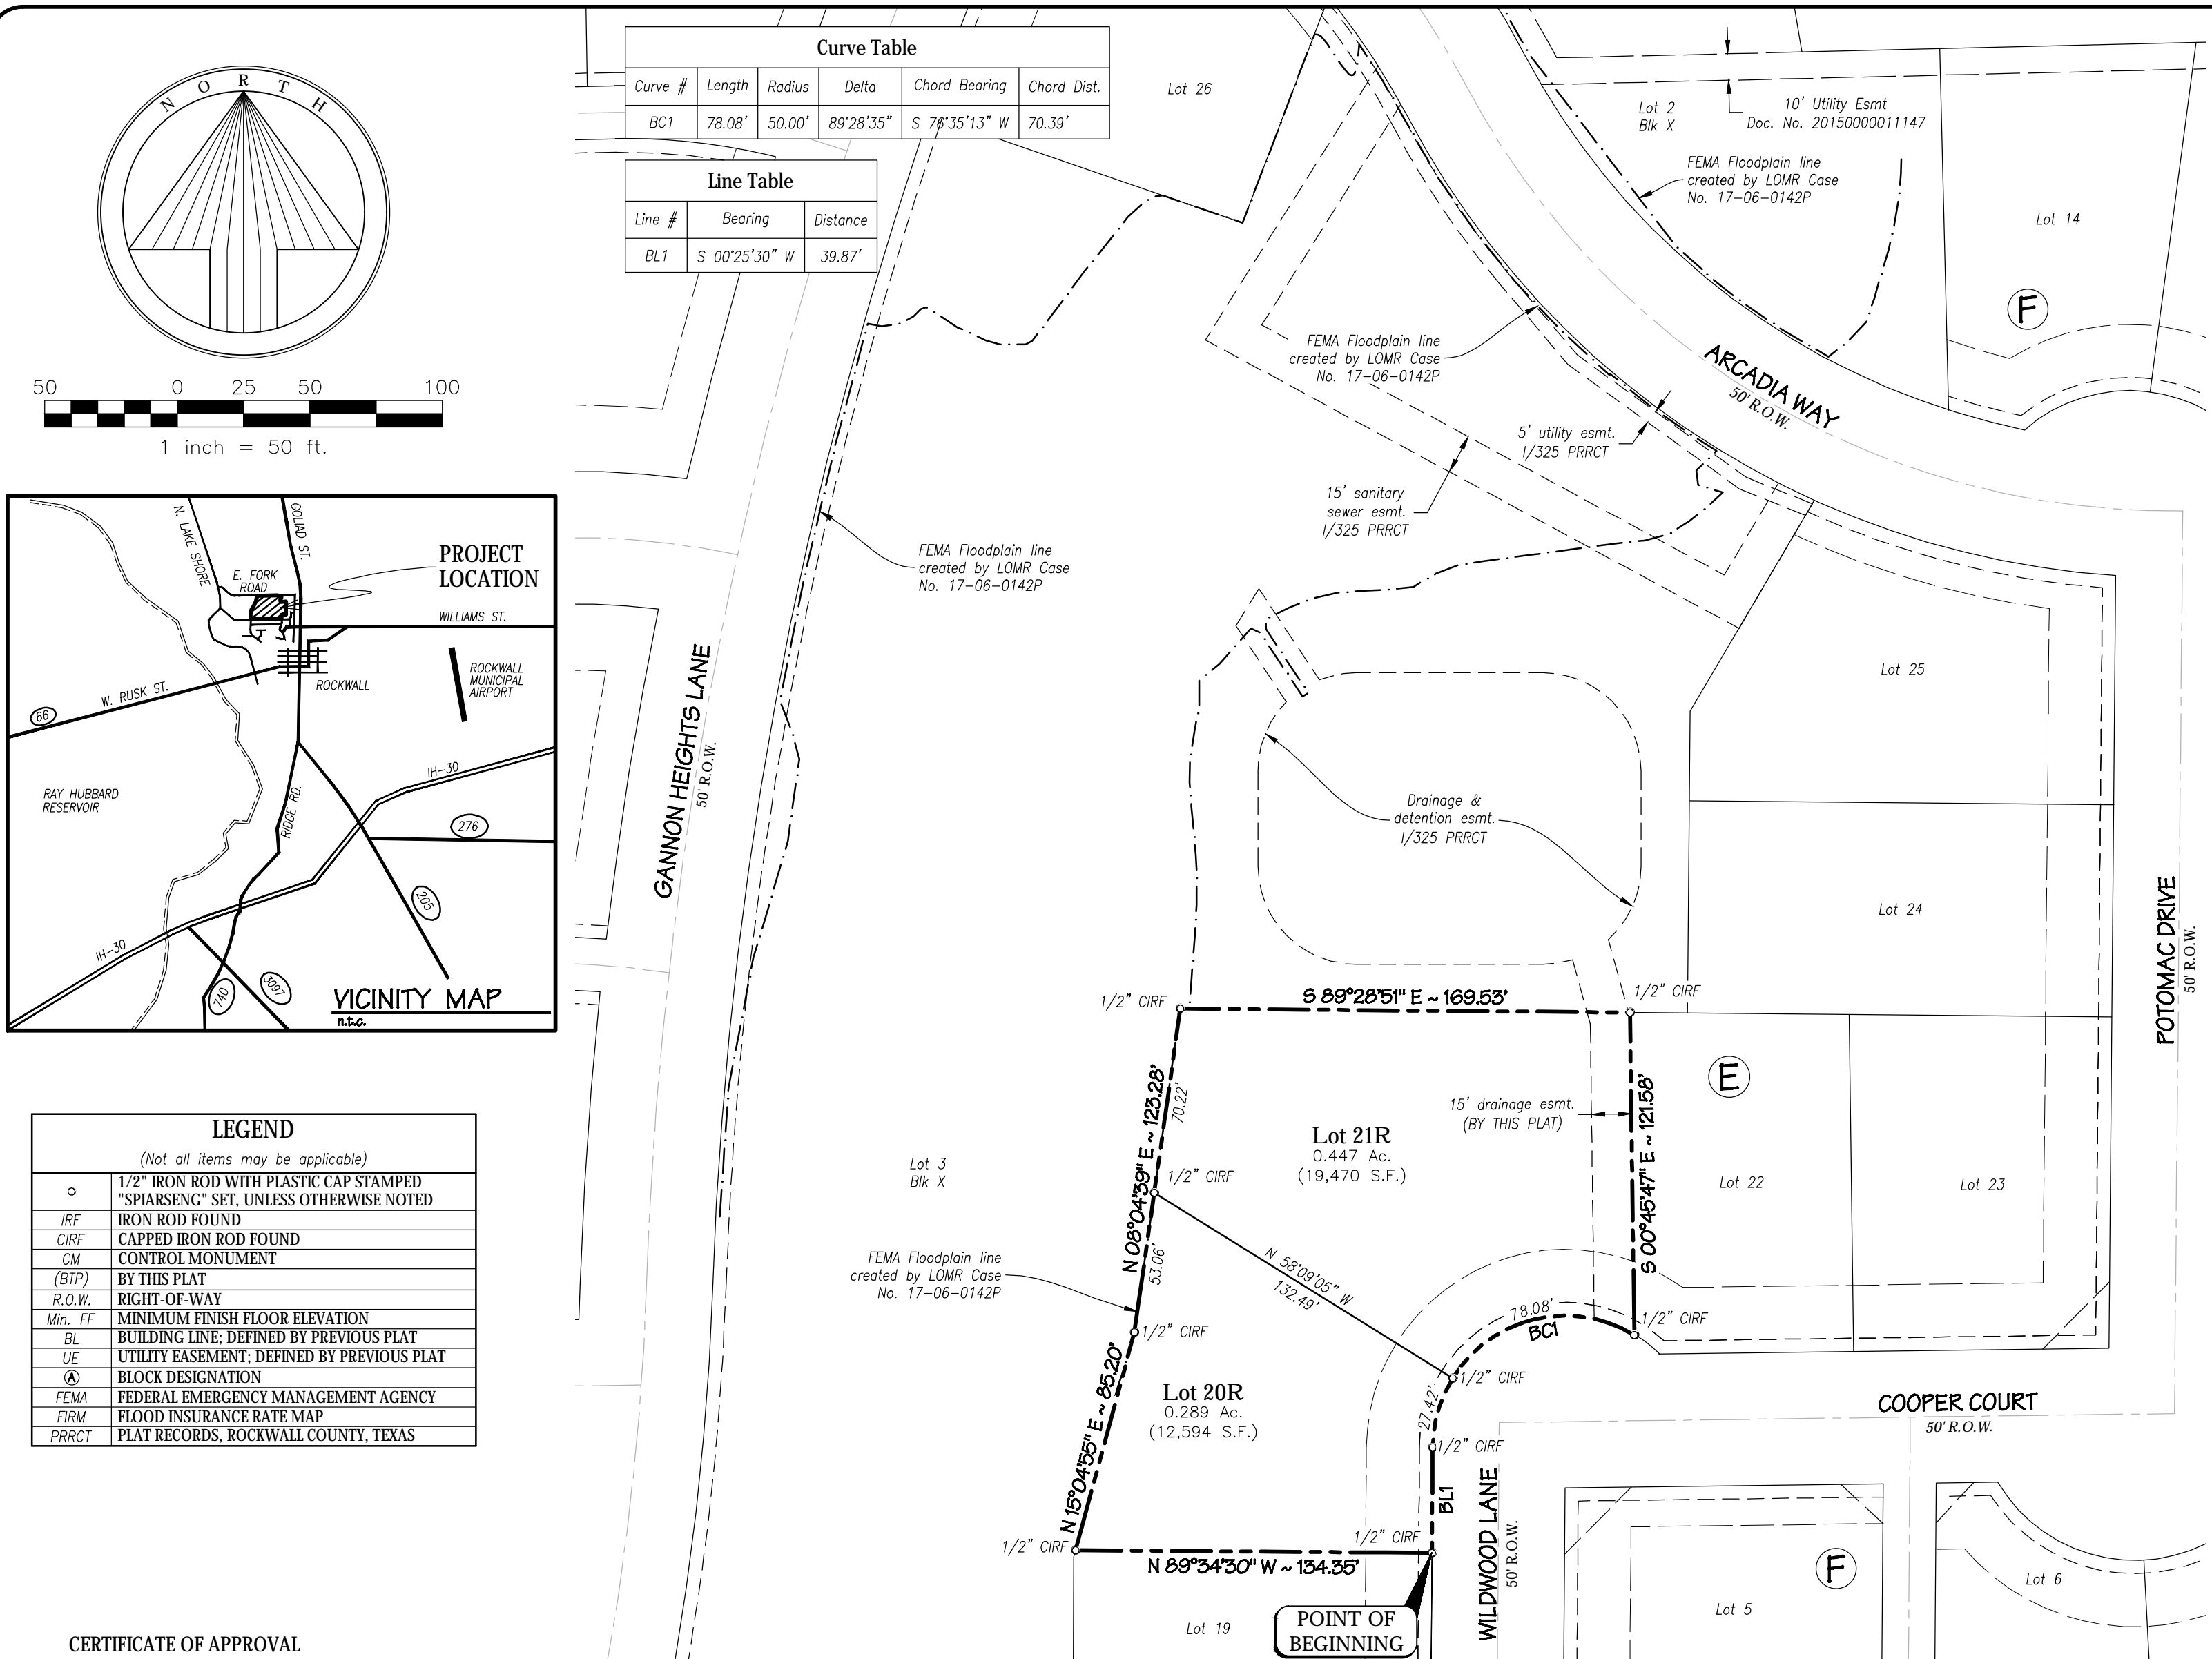 NORTH
50 0 25 50 100
1 inch = 50 ft.
Curve Table
Curve # Length Radius Delta Chord Bearing Chord Dist.
BC1 78.08' 50.00' 89°28'35" S 76°35'13" W 70.39'
Line Table
Line # Bearing Distance
BL1 S 00°25'30" W 39.87'
Lot 26
Lot 2
Blk X
10' Utility Esmt
Doc. No. 20150000011147
FEMA Floodplain line
created by LOMR Case
No. 17-06-0142P
Lot 14
F
FEMA Floodplain line
created by LOMR Case
No. 17-06-0142P
ARCADIA WAY
50' R.O.W.
5' utility esmt.
I/325 PRRCT
15' sanitary
sewer esmt.
I/325 PRRCT
FEMA Floodplain line
created by LOMR Case
No. 17-06-0142P
N. LAKE SHORE
GOLIAD ST.
PROJECT
LOCATION
E. FORK
ROAD
WILLIAMS ST.
ROCKWALL
MUNICIPAL
AIRPORT
ROCKWALL
W. RUSK ST.
66
RAY HUBBARD
RESERVOIR
IH-30
RIDGE RD.
276
205
IH-30
740
3097
VICINITY MAP
n.t.c.
GANNON HEIGHTS LANE
50' R.O.W.
Lot 25
Drainage &
detention esmt.
I/325 PRRCT
Lot 24
POTOMAC DRIVE
50' R.O.W.
1/2" CIRF
S 89°28'51" E ~ 169.53'
1/2" CIRF
N 08°04'39" E ~ 123.28'
70.22'
53.06'
1/2" CIRF
Lot 21R
0.447 Ac.
(19,470 S.F.)
15' drainage esmt.
(BY THIS PLAT)
S 00°45'47" E ~ 121.58'
E
Lot 22
Lot 23
Lot 3
Blk X
FEMA Floodplain line
created by LOMR Case
No. 17-06-0142P
N 58°09'05" W
132.49'
78.08'
BC1
1/2" CIRF
1/2" CIRF
1/2" CIRF
27.42'
1/2" CIRF
N 15°04'55" E ~ 85.20'
Lot 20R
0.289 Ac.
(12,594 S.F.)
COOPER COURT
50' R.O.W.
BL1
WILDWOOD LANE
50' R.O.W.
1/2" CIRF
1/2" CIRF
N 89°34'30" W ~ 134.35'
Lot 19
POINT OF
BEGINNING
Lot 5
F
Lot 6
LEGEND
(Not all items may be applicable)
1/2" IRON ROD WITH PLASTIC CAP STAMPED
"SPIARSENG" SET, UNLESS OTHERWISE NOTED
IRF IRON ROD FOUND
CIRF CAPPED IRON ROD FOUND
CM CONTROL MONUMENT
(BTP) BY THIS PLAT
R.O.W. RIGHT-OF-WAY
Min. FF MINIMUM FINISH FLOOR ELEVATION
BL BUILDING LINE; DEFINED BY PREVIOUS PLAT
UE UTILITY EASEMENT; DEFINED BY PREVIOUS PLAT
A BLOCK DESIGNATION
FEMA FEDERAL EMERGENCY MANAGEMENT AGENCY
FIRM FLOOD INSURANCE RATE MAP
PRRCT PLAT RECORDS, ROCKWALL COUNTY, TEXAS
CERTIFICATE OF APPROVAL